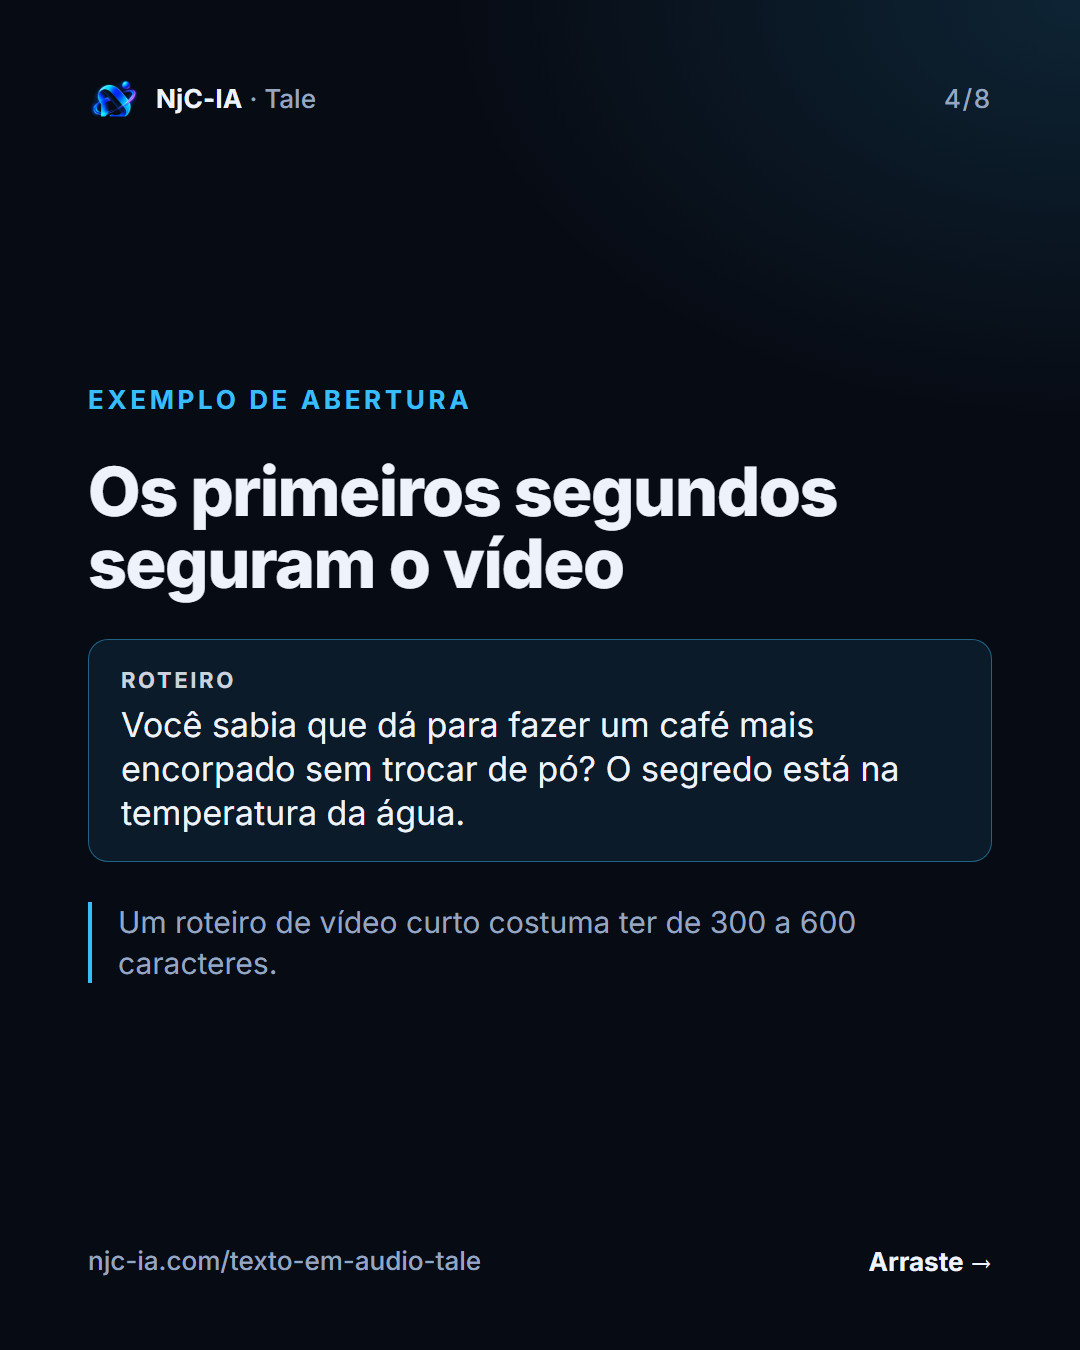 NjC-IA · Tale
4/8
EXEMPLO DE ABERTURA
Os primeiros segundos
seguram o vídeo
ROTEIRO
Você sabia que dá para fazer um café mais
encorpado sem trocar de pó? O segredo está na
temperatura da água.
Um roteiro de vídeo curto costuma ter de 300 a 600
caracteres.
njc-ia.com/texto-em-audio-tale
Arraste →